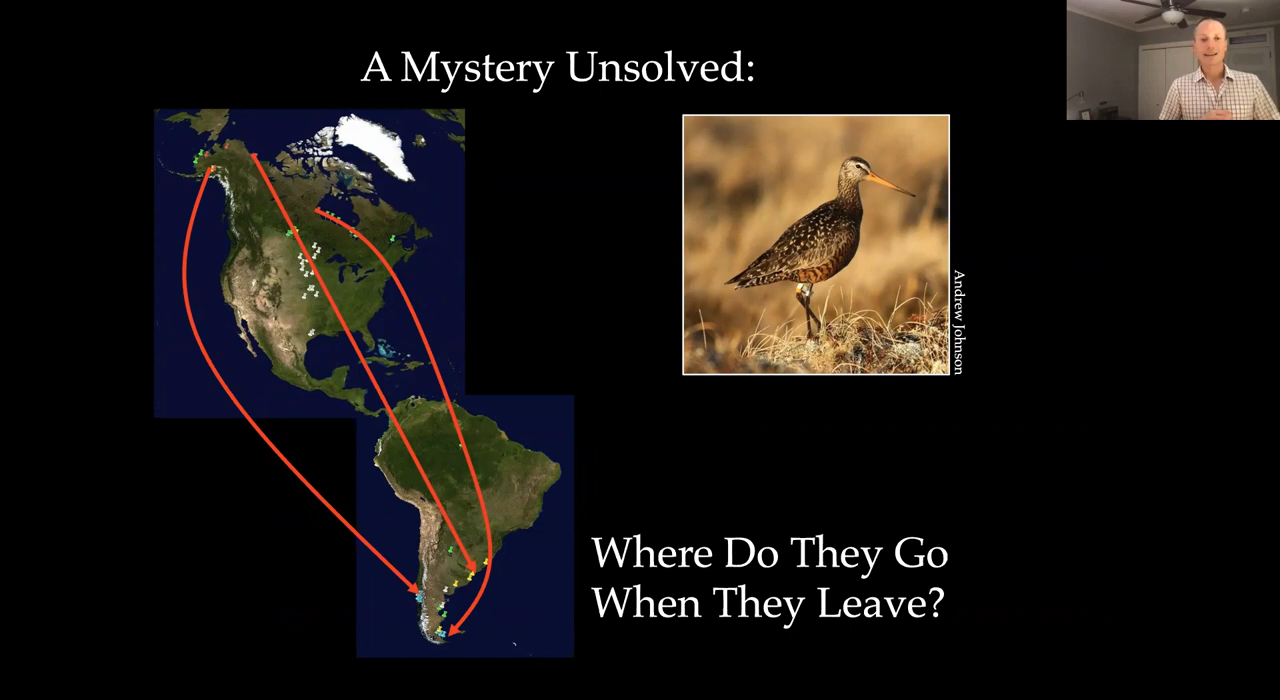 A Mystery Unsolved:
Andrew Johnson
Where Do They Go
When They Leave?